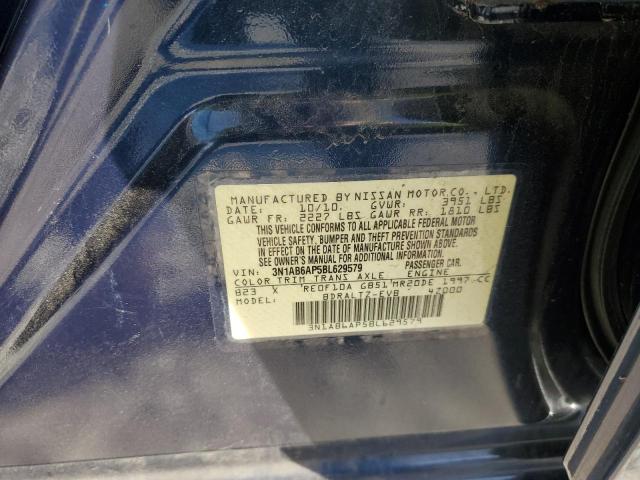 MANUFACTURED BY NISSAN MOTOR CO., LTD.
DATE: 10/10. GVWR: 3951 LBS
GAWR FR: 2227 LBS GAWR RR: 1810 LBS
THIS VEHICLE CONFORMS TO ALL APPLICABLE FEDERAL MOTOR
VEHICLE SAFETY, BUMPER AND THEFT PREVENTION STANDARDS
IN EFFECT ON THE DATE OF MANUFACTURE SHOWN ABOVE.
SEE OWNER'S MANUAL FOR ADDITIONAL INFORMATION.
VIN: 3N1AB6AP5BL629579 PASSENGER CAR.
COLOR TRIM TRANS AXLE ENGINE
B23 X RE0F10A GB51 MR20DE 1997 CC
MODEL: BDRALT7-EVB 4Z000
3N1AB6AP5BL629579